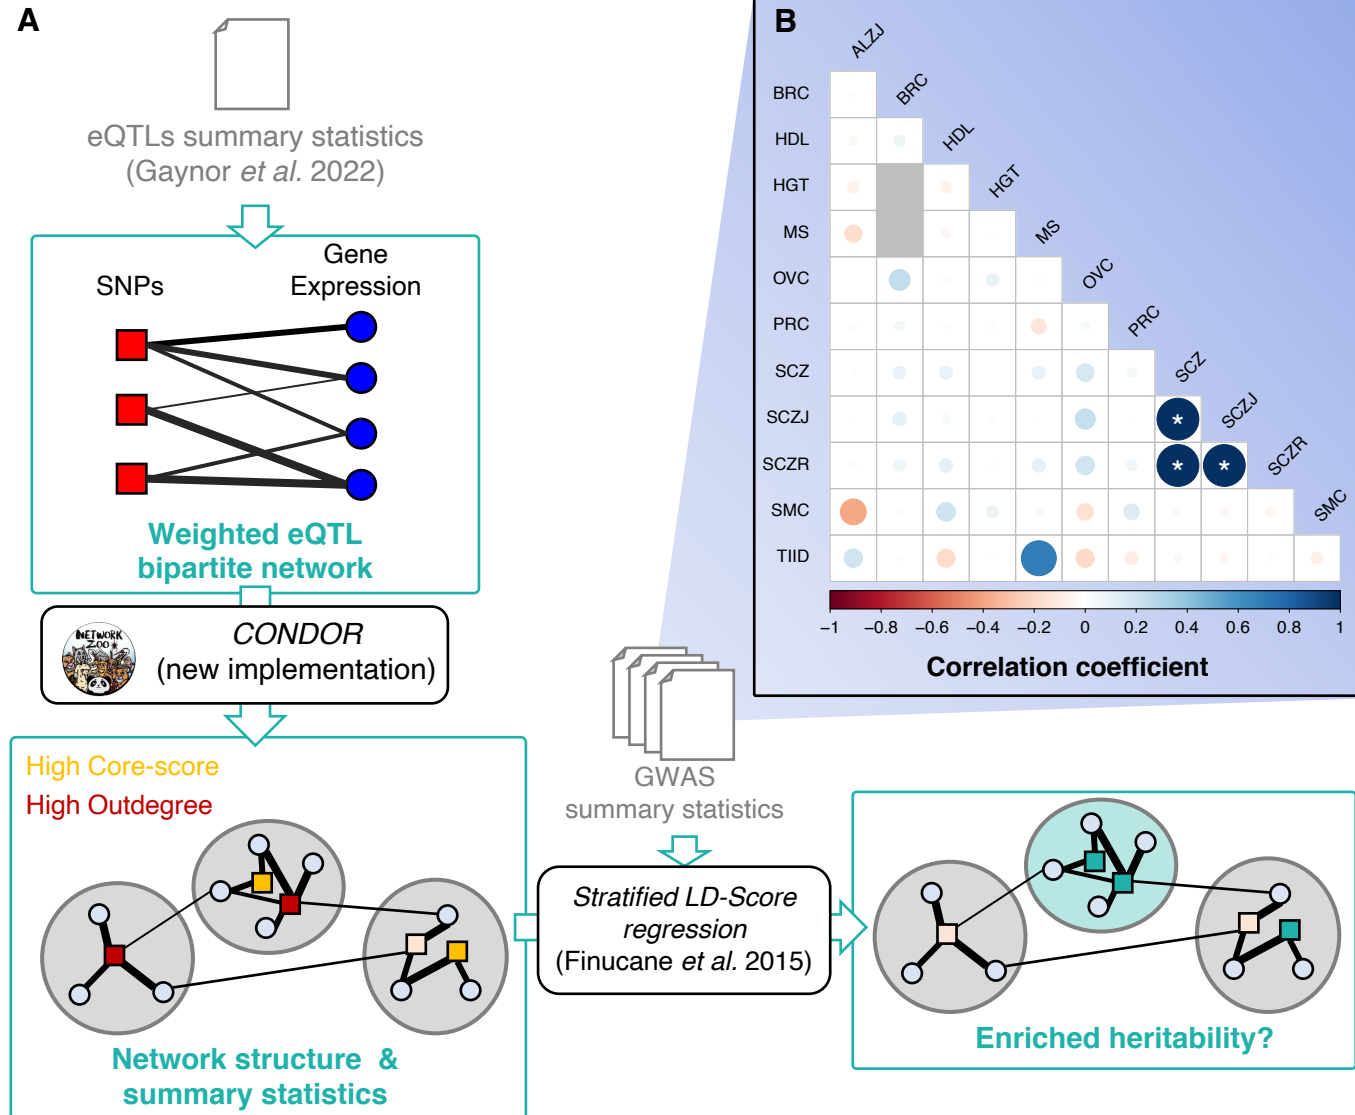 A
eQTLs summary statistics
(Gaynor et al. 2022)
SNPs
Gene
Expression
Weighted eQTL
bipartite network
NETWORK
ZOO
CONDOR
(new implementation)
High Core-score
High Outdegree
Network structure &
summary statistics
GWAS
summary statistics
Stratified LD-Score
regression
(Finucane et al. 2015)
Enriched heritability?
B
ALZJ
BRC
HDL
HGT
MS
OVC
PRC
SCZ
SCZJ
SCZR
SMC
BRC
HDL
HGT
MS
OVC
PRC
SCZ
SCZJ
*
SCZR
* *
SMC
TIID
−1 −0.8 −0.6 −0.4 −0.2 0 0.2 0.4 0.6 0.8 1
Correlation coefficient